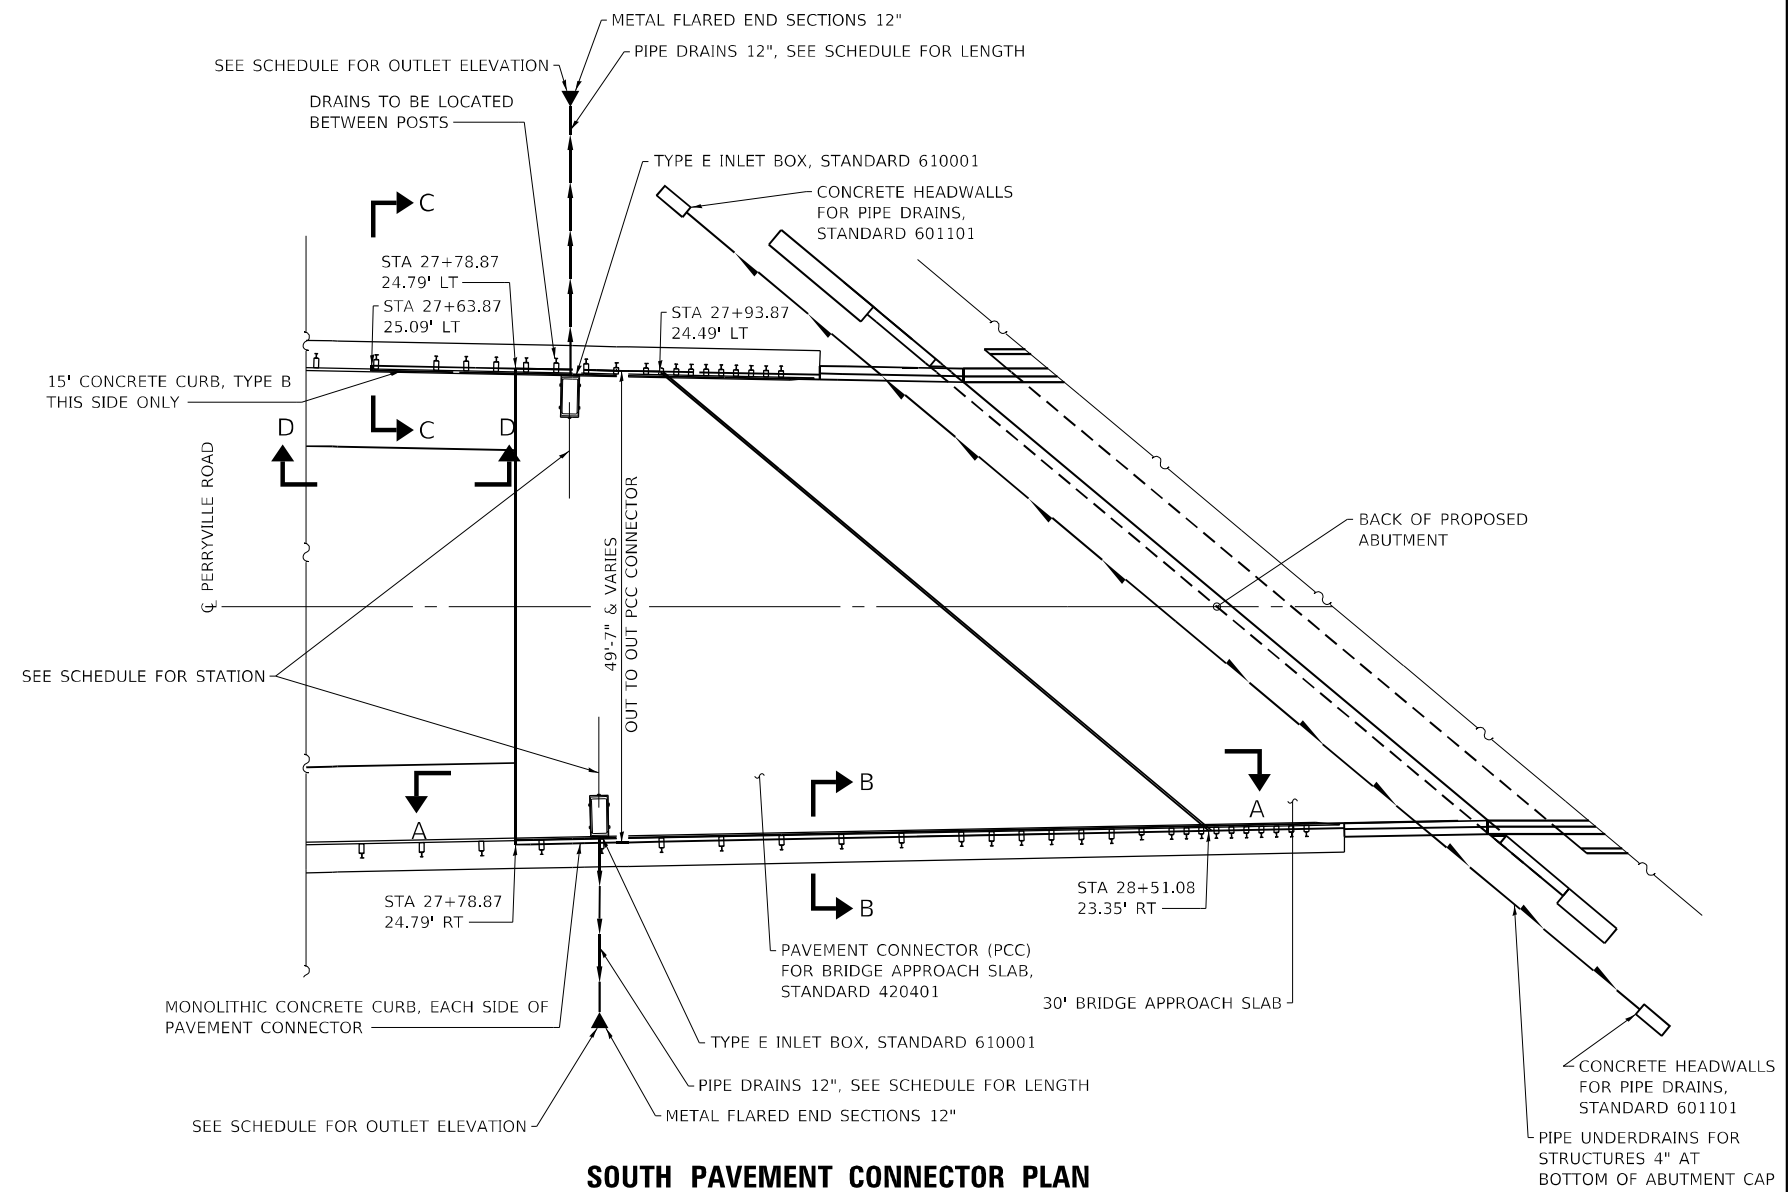 METAL FLARED END SECTIONS 12"
PIPE DRAINS 12", SEE SCHEDULE FOR LENGTH
SEE SCHEDULE FOR OUTLET ELEVATION
DRAINS TO BE LOCATED
BETWEEN POSTS
TYPE E INLET BOX, STANDARD 610001
CONCRETE HEADWALLS
FOR PIPE DRAINS,
STANDARD 601101
C
STA 27+78.87
24.79' LT
STA 27+63.87
25.09' LT
STA 27+93.87
24.49' LT
15' CONCRETE CURB, TYPE B
THIS SIDE ONLY
C
D
D
℄ PERRYVILLE ROAD
49'-7" & VARIES
OUT TO OUT PCC CONNECTOR
BACK OF PROPOSED
ABUTMENT
SEE SCHEDULE FOR STATION
B
A
A
STA 27+78.87
24.79' RT
B
STA 28+51.08
23.35' RT
PAVEMENT CONNECTOR (PCC)
FOR BRIDGE APPROACH SLAB,
STANDARD 420401
30' BRIDGE APPROACH SLAB
MONOLITHIC CONCRETE CURB, EACH SIDE OF
PAVEMENT CONNECTOR
TYPE E INLET BOX, STANDARD 610001
PIPE DRAINS 12", SEE SCHEDULE FOR LENGTH
METAL FLARED END SECTIONS 12"
SEE SCHEDULE FOR OUTLET ELEVATION
CONCRETE HEADWALLS
FOR PIPE DRAINS,
STANDARD 601101
PIPE UNDERDRAINS FOR
STRUCTURES 4" AT
BOTTOM OF ABUTMENT CAP
SOUTH PAVEMENT CONNECTOR PLAN